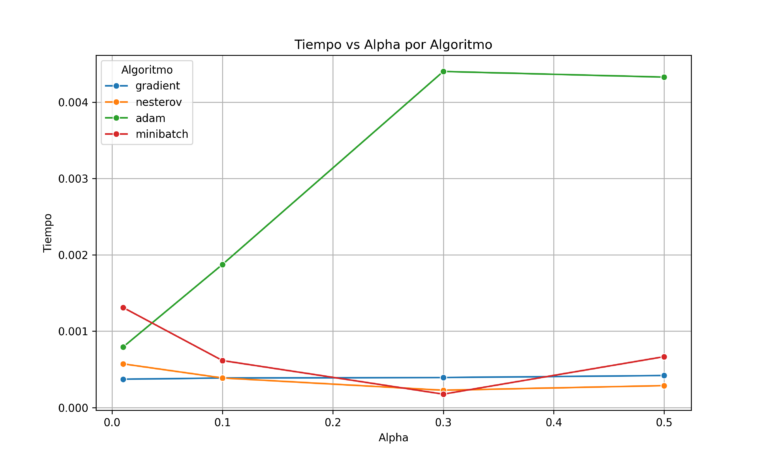 Tiempo vs Alpha por Algoritmo
Algoritmo
gradient
nesterov
adam
minibatch
Tiempo
0.004
0.003
0.002
0.001
0.000
0.0 0.1 0.2 0.3 0.4 0.5
Alpha